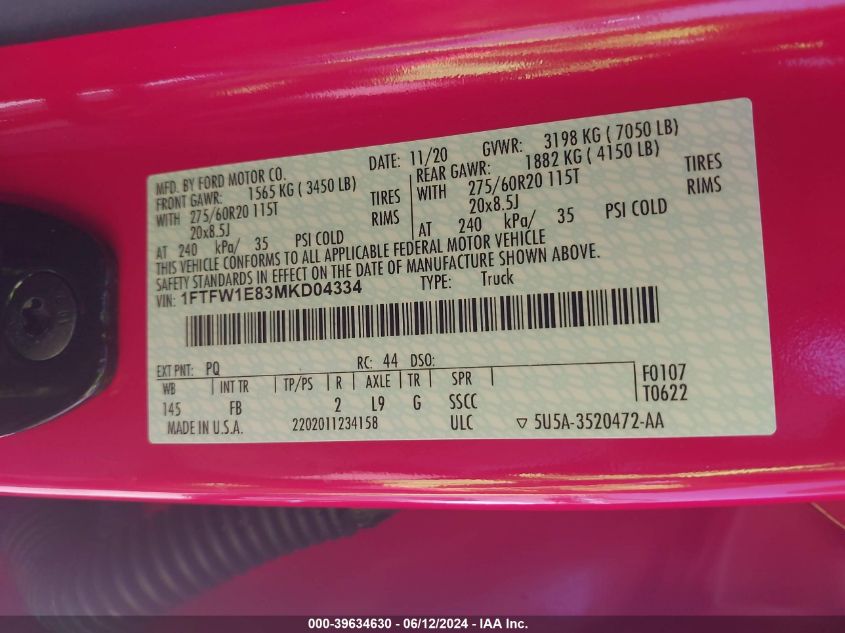 MFD. BY FORD MOTOR CO.
DATE: 11/20 GVWR: 3198 KG ( 7050 LB)
FRONT GAWR: 1565 KG ( 3450 LB)
REAR GAWR: 1882 KG ( 4150 LB)
WITH 275/60R20 115T TIRES
WITH 275/60R20 115T TIRES
20x8.5J RIMS
20x8.5J RIMS
AT 240 kPa/ 35 PSI COLD
AT 240 kPa/ 35 PSI COLD
THIS VEHICLE CONFORMS TO ALL APPLICABLE FEDERAL MOTOR VEHICLE
SAFETY STANDARDS IN EFFECT ON THE DATE OF MANUFACTURE SHOWN ABOVE.
VIN: 1FTFW1E83MKD04334 TYPE: Truck
EXT PNT: PQ RC: 44 DSO:
WB INT TR TP/PS R AXLE TR SPR F0107
145 FB 2 L9 G SSCC T0622
MADE IN U.S.A. 2202011234158 ULC ▽ 5U5A-3520472-AA
000-39634630 - 06/12/2024 - IAA Inc.